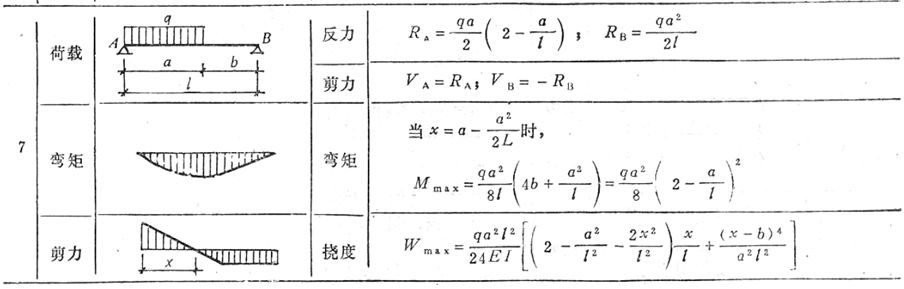 7
荷载
q
A
B
a
b
l
反力
R_A = \frac{qa}{2}\left(2-\frac{a}{l}\right) ; R_B = \frac{qa^2}{2l}
剪力
V_A = R_A; V_B = -R_B
弯矩
弯矩
当 x = a - \frac{a^2}{2L} 时,
M_{max} = \frac{qa^2}{8l}\left(4b+\frac{a^2}{l}\right) = \frac{qa^2}{8}\left(2-\frac{a}{l}\right)^2
剪力
x
挠度
W_{max} = \frac{qa^2l^2}{24EI}\left[\left(2-\frac{a^2}{l^2}-\frac{2x^2}{l^2}\right)\frac{x}{l}+\frac{(x-b)^4}{a^2l^2}\right]